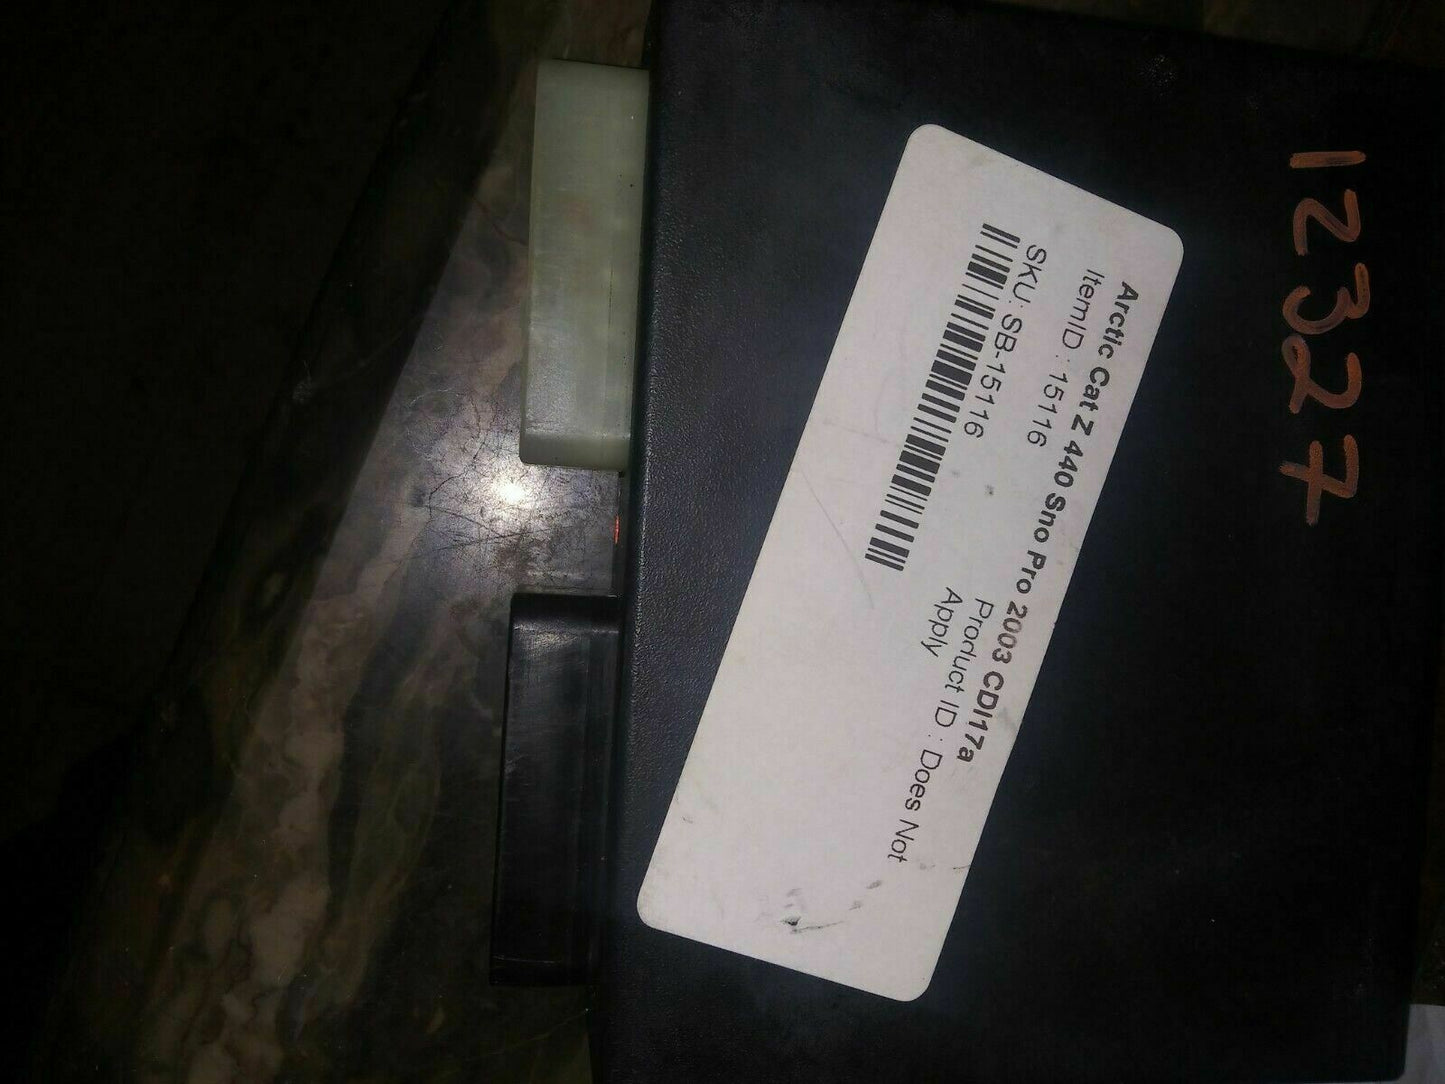 12327
Arctic Cat Z 440 Sno Pro 2003 CDI17a
ItemID : 15116
Product ID : Does Not
Apply
SKU: SB-15116